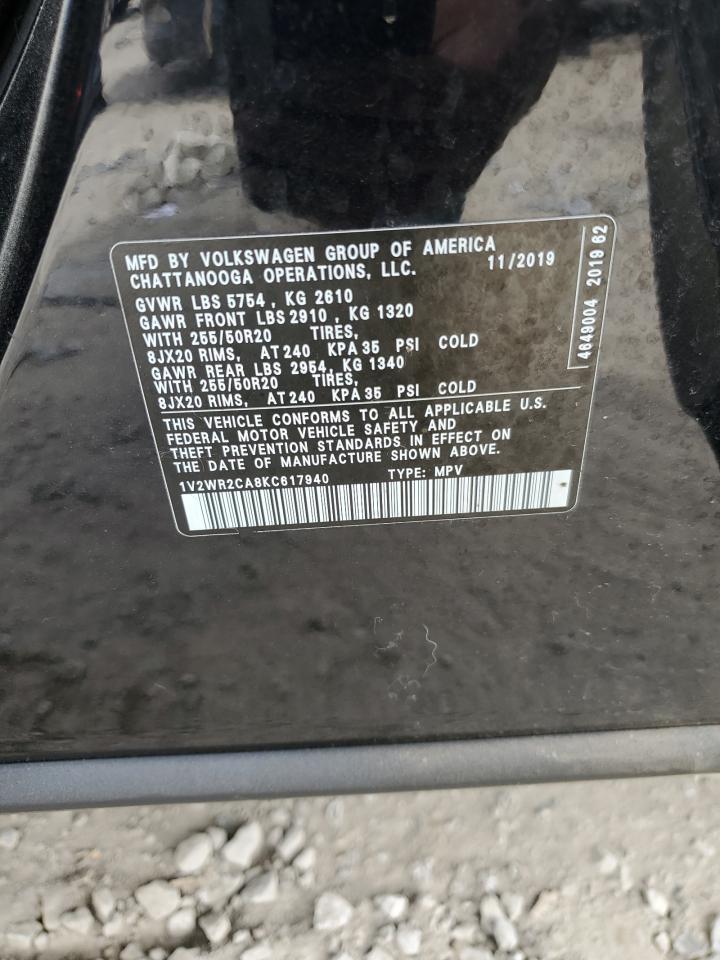 MFD BY VOLKSWAGEN GROUP OF AMERICA
CHATTANOOGA OPERATIONS, LLC. 11/2019
GVWR LBS 5754 , KG 2610
GAWR FRONT LBS 2910 , KG 1320
WITH 255/50R20 TIRES,
8JX20 RIMS, AT 240 KPA 35 PSI COLD
GAWR REAR LBS 2954, KG 1340
WITH 255/50R20 TIRES,
8JX20 RIMS, AT 240 KPA 35 PSI COLD
THIS VEHICLE CONFORMS TO ALL APPLICABLE U.S.
FEDERAL MOTOR VEHICLE SAFETY AND
THEFT PREVENTION STANDARDS IN EFFECT ON
THE DATE OF MANUFACTURE SHOWN ABOVE.
1V2WR2CA8KC617940 TYPE: MPV
4649004 2019 62